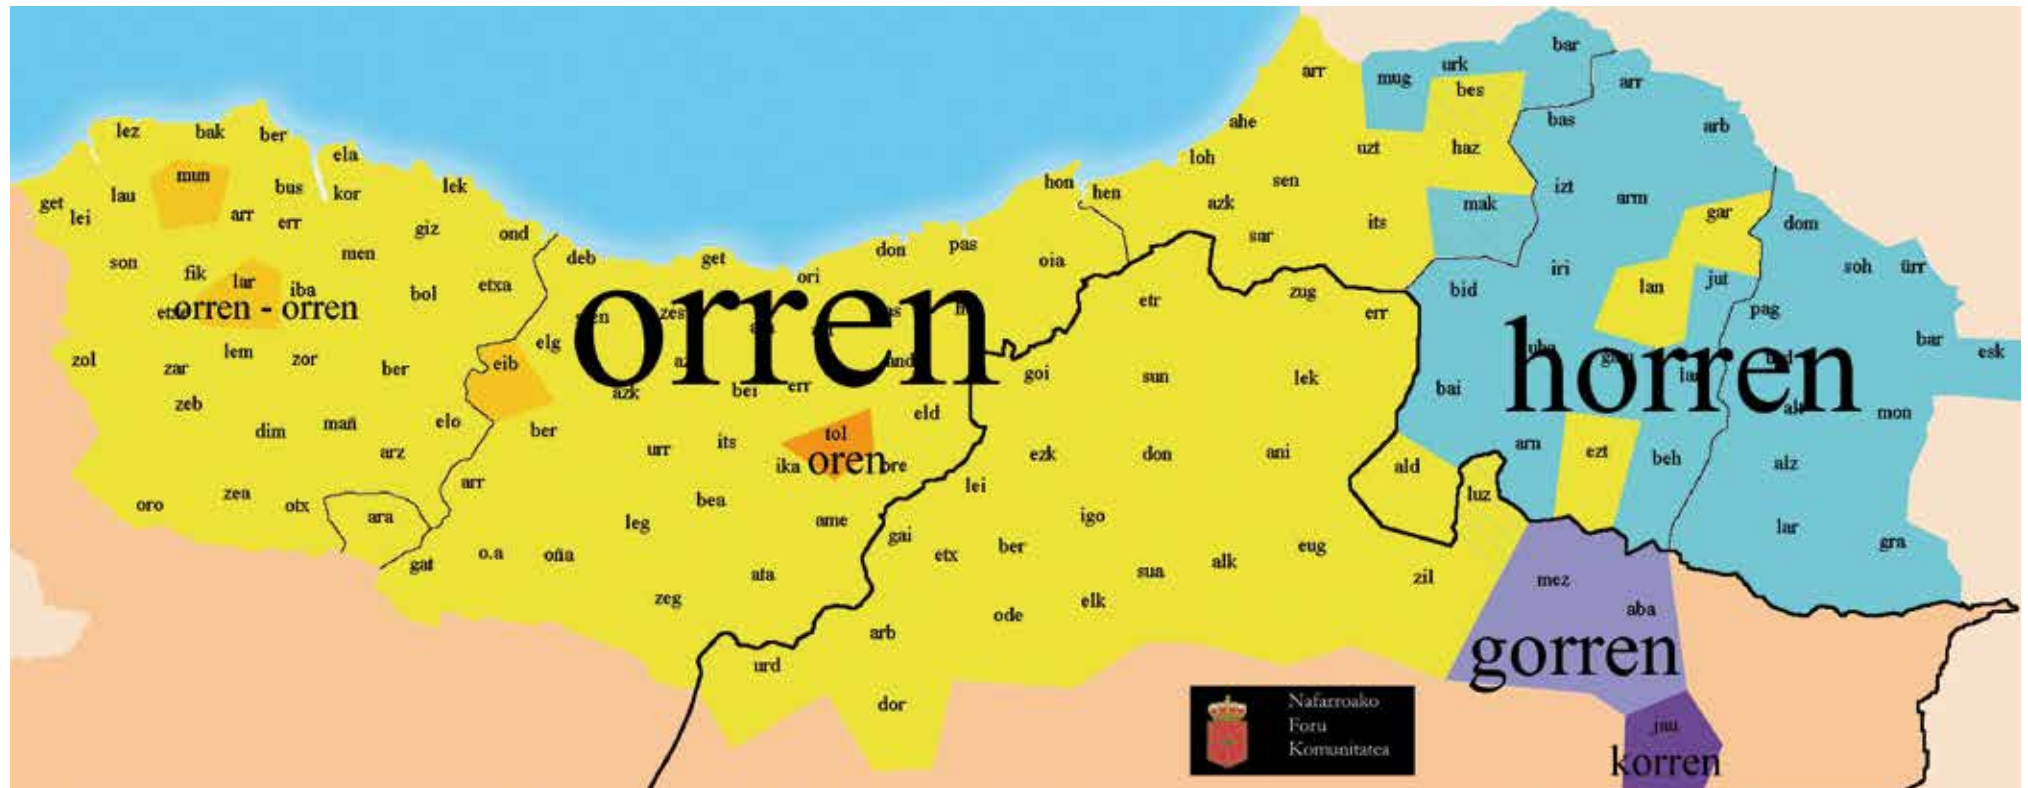 bar
urk
arr
mug
arr
bes
bas
ahe
arb
lez
bak
ber
uzt
haz
ela
loh
mun
sen
izt
hon
hen
bus
kor
lek
lau
arm
mak
azk
get
lei
arr
err
gar
its
dom
giz
ond
sar
pas
don
men
deb
get
oia
son
fik
lar
iba
ori
iri
soh
ürr
jut
etxa
bol
bid
lan
zug
etr
err
pag
orren - orren
orren
horren
elg
bar
esk
lem
zor
zol
zar
eib
ber
goi
sun
lek
bai
err
bei
azk
zeb
eld
mon
elo
mañ
dim
ber
tol
its
urr
arn
ezt
beh
arz
ezk
don
ani
ald
alz
ika
oren
arr
lei
luz
zea
otx
oro
bea
ara
leg
ame
igo
lar
gai
gra
o.a
oña
etx
ber
eug
gat
alk
sua
zil
ata
mez
zeg
elk
aba
ode
arb
gorren
urd
dor
jau
korren
Nafarroako
Foru
Komunitatea